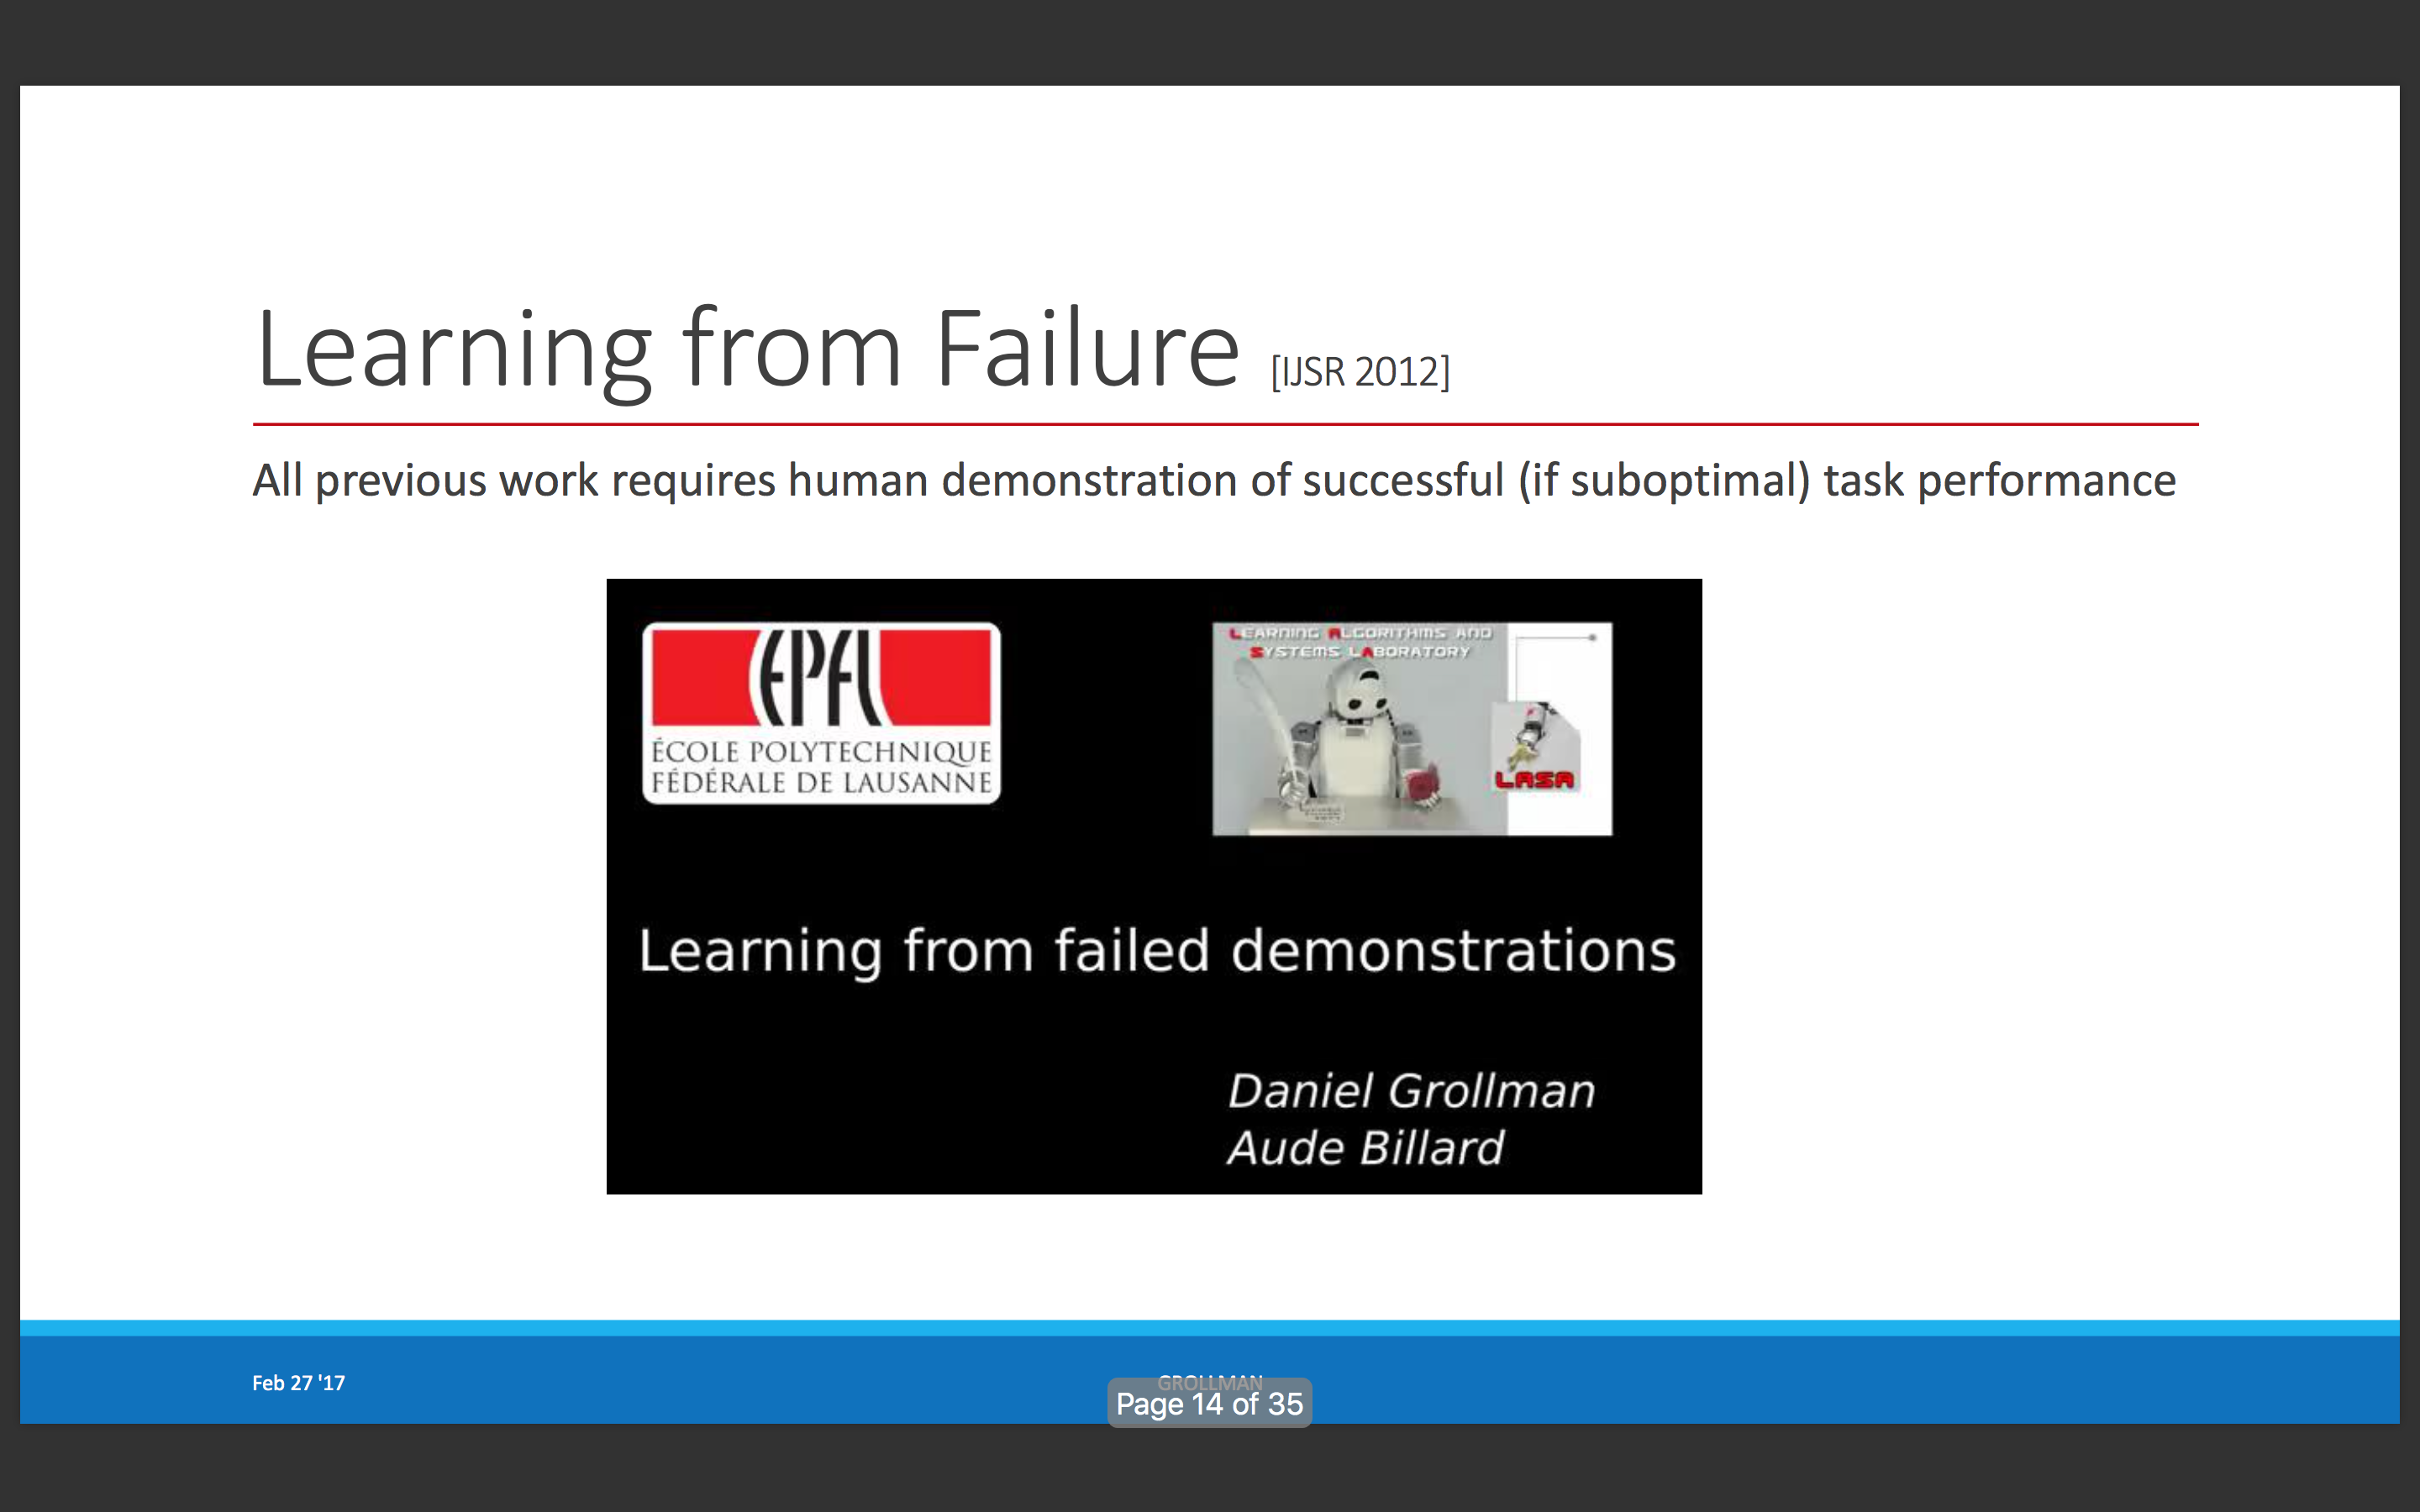 Learning from Failure [IJSR 2012]
All previous work requires human demonstration of successful (if suboptimal) task performance
EPFL
ÉCOLE POLYTECHNIQUE
FÉDÉRALE DE LAUSANNE
LEARNING ALGORITHMS AND
SYSTEMS LABORATORY
LASA
Learning from failed demonstrations
Daniel Grollman
Aude Billard
Feb 27 '17
GROLLMAN
Page 14 of 35